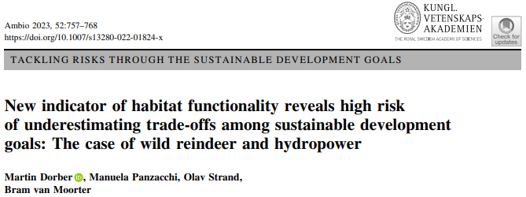 Ambio 2023, 52:757–768
https://doi.org/10.1007/s13280-022-01824-x
KUNGL.
VETENSKAPS
AKADEMIEN
THE ROYAL SWEDISH ACADEMY OF SCIENCES
Check for
updates
TACKLING RISKS THROUGH THE SUSTAINABLE DEVELOPMENT GOALS
New indicator of habitat functionality reveals high risk
of underestimating trade-offs among sustainable development
goals: The case of wild reindeer and hydropower
Martin Dorber, Manuela Panzacchi, Olav Strand,
Bram van Moorter